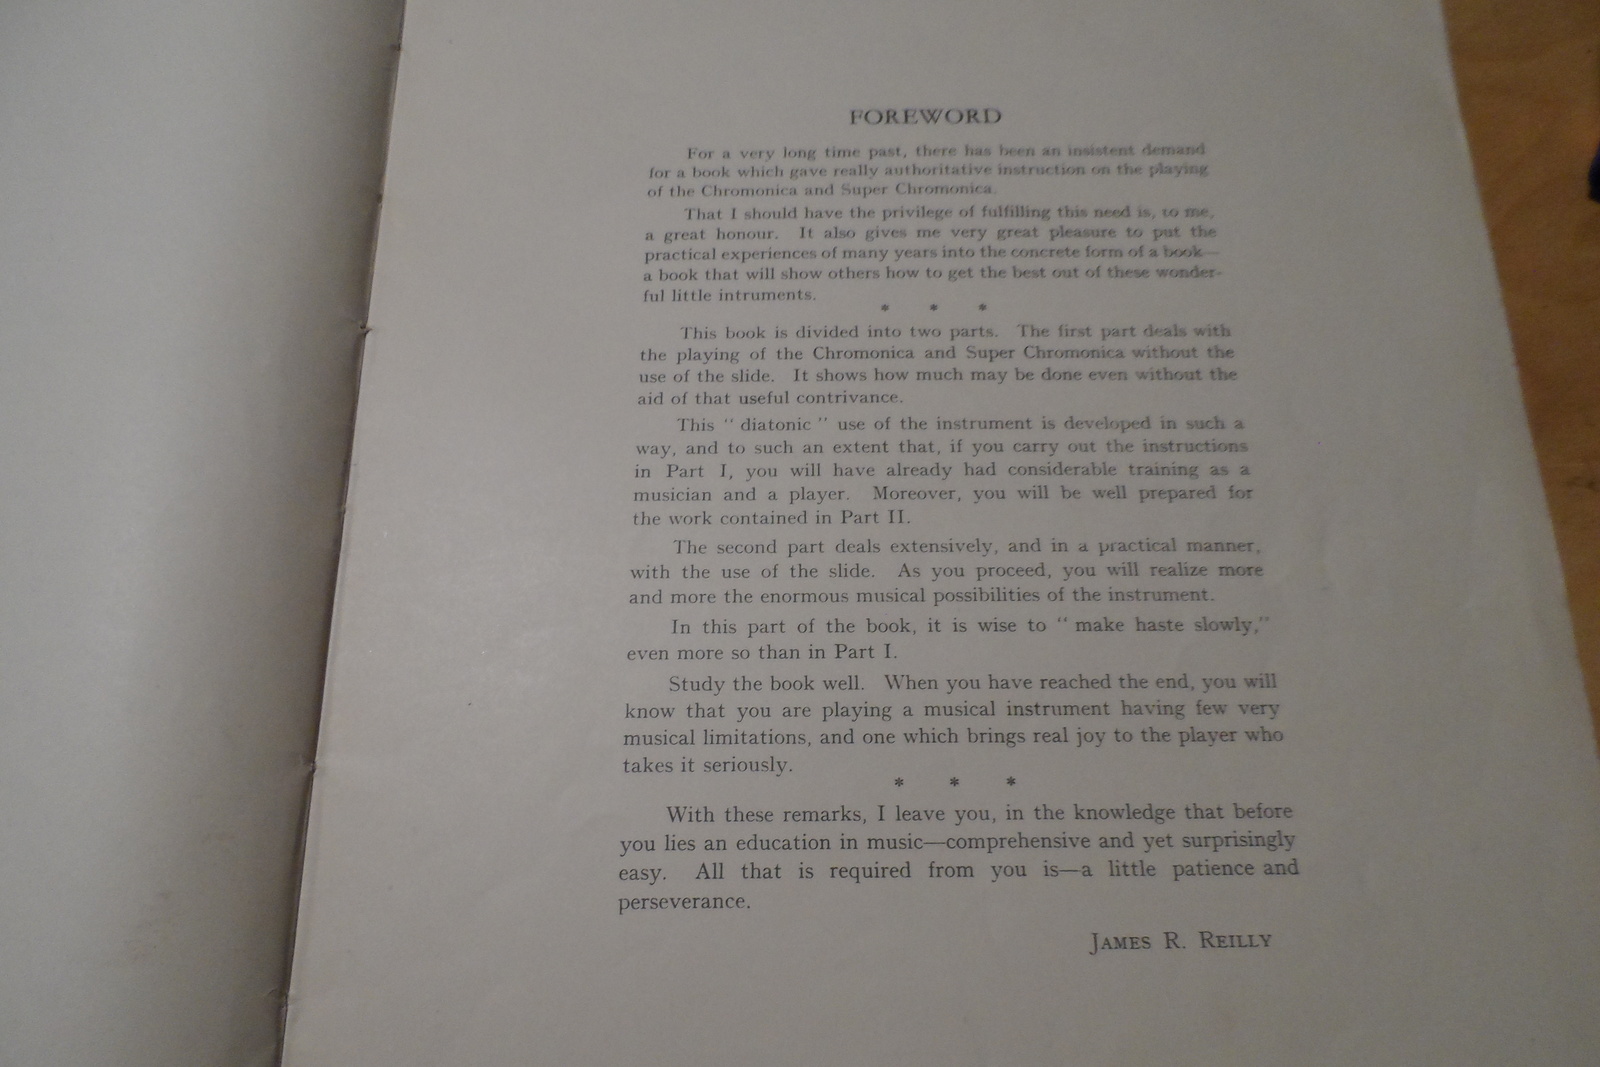 FOREWORD
For a very long time past, there has been an insistent demand
for a book which gave really authoritative instruction on the playing
of the Chromonica and Super Chromonica.
That I should have the privilege of fulfilling this need is, to me,
a great honour. It also gives me very great pleasure to put the
practical experiences of many years into the concrete form of a book—
a book that will show others how to get the best out of these wonder-
ful little intruments.
* * *
This book is divided into two parts. The first part deals with
the playing of the Chromonica and Super Chromonica without the
use of the slide. It shows how much may be done even without the
aid of that useful contrivance.
This “ diatonic ” use of the instrument is developed in such a
way, and to such an extent that, if you carry out the instructions
in Part I, you will have already had considerable training as a
musician and a player. Moreover, you will be well prepared for
the work contained in Part II.
The second part deals extensively, and in a practical manner,
with the use of the slide. As you proceed, you will realize more
and more the enormous musical possibilities of the instrument.
In this part of the book, it is wise to “ make haste slowly,”
even more so than in Part I.
Study the book well. When you have reached the end, you will
know that you are playing a musical instrument having few very
musical limitations, and one which brings real joy to the player who
takes it seriously.
* * *
With these remarks, I leave you, in the knowledge that before
you lies an education in music—comprehensive and yet surprisingly
easy. All that is required from you is—a little patience and
perseverance.
JAMES R. REILLY